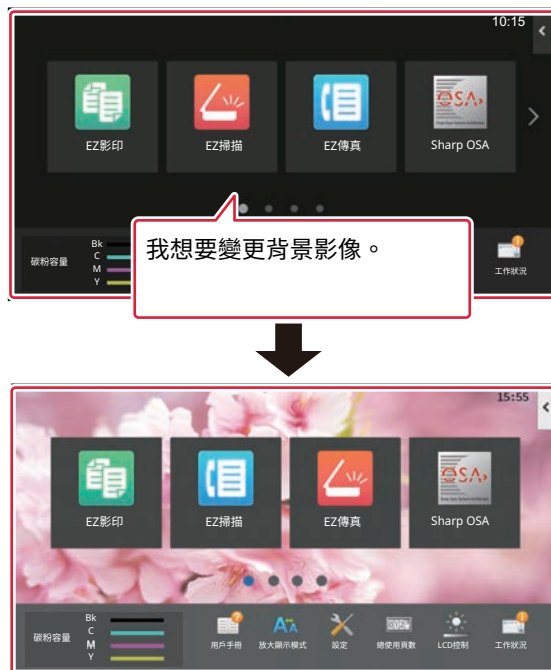 10:15
EZ影印
EZ掃描
EZ傳真
Sharp OSA
OSA
碳粉容量
Bk
C
M
Y
我想要變更背景影像。
工作狀況
15:55
EZ影印
EZ掃描
EZ傳真
Sharp OSA
OSA
碳粉容量
Bk
C
M
Y
用戶手冊
放大顯示模式
設定
總使用頁數
LCD控制
工作狀況